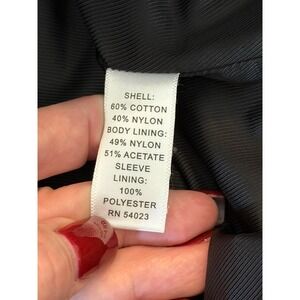 SHELL:
60% COTTON
40% NYLON
BODY LINING:
49% NYLON
51% ACETATE
SLEEVE
LINING:
100%
POLYESTER
RN 54023